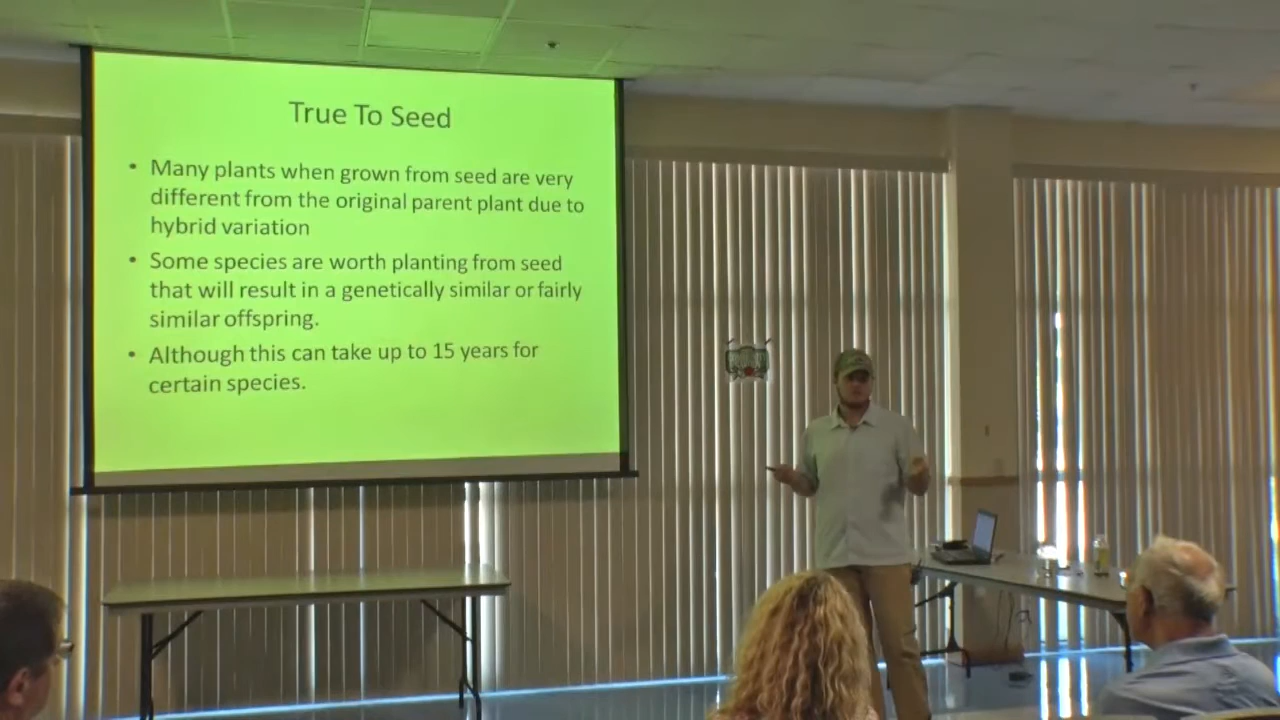 True To Seed
• Many plants when grown from seed are very
different from the original parent plant due to
hybrid variation
• Some species are worth planting from seed
that will result in a genetically similar or fairly
similar offspring.
• Although this can take up to 15 years for
certain species.